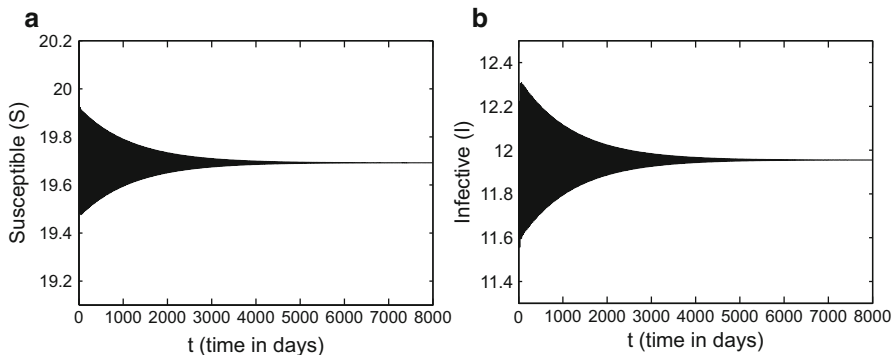 a
20.2
20
19.8
19.6
19.4
19.2
Susceptible (S)
0 1000 2000 3000 4000 5000 6000 7000 8000
t (time in days)
b
12.4
12.2
12
11.8
11.6
11.4
Infective (I)
0 1000 2000 3000 4000 5000 6000 7000 8000
t (time in days)